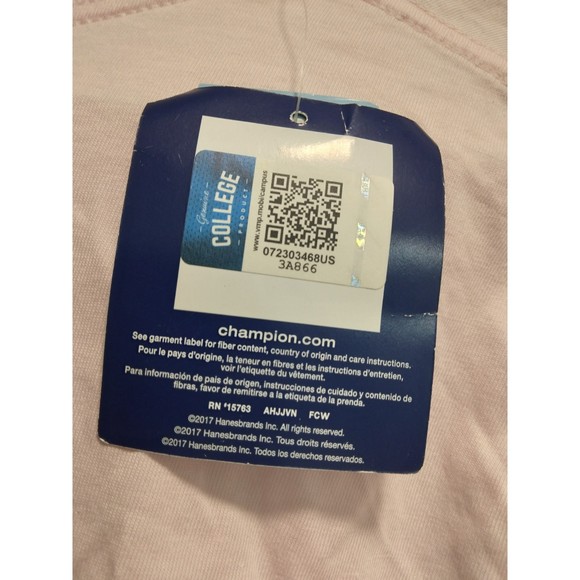 Genuine
COLLEGE
PRODUCT
www.vmp.mobi/campus
072303468US
3A866
champion.com
See garment label for fiber content, country of origin and care instructions.
Pour le pays d'origine, la teneur en fibres et les instructions d'entretien,
voir l'etiquette du vêtement.
Para información de pais de origen, instrucciones de cuidado y contenido de
fibras, favor de remitirse a la etiqueta de la prenda.
RN #15763 AHJJVN FCW
©2017 Hanesbrands Inc. All rights reserved.
©2017 Hanesbrands Inc. Tous droits réservés.
©2017 Hanesbrands Inc. Todos los derechos reservados.